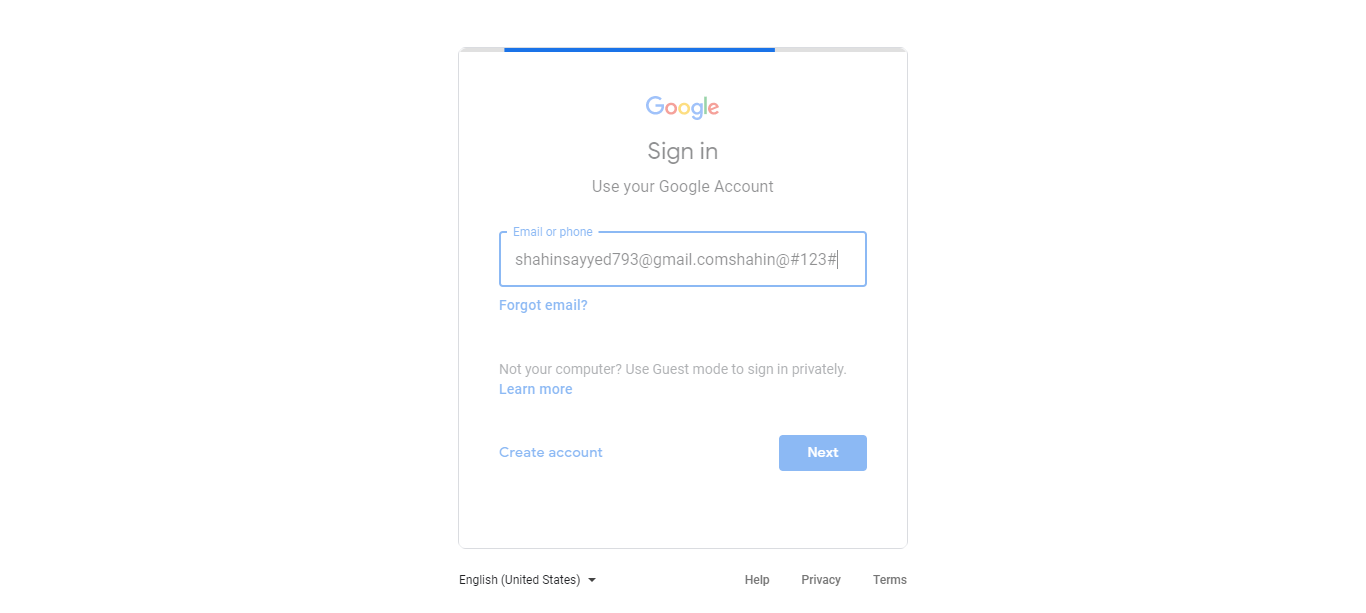 Google
Sign in
Use your Google Account
Email or phone
shahinsayyed793@gmail.comshahin@#123#
Forgot email?
Not your computer? Use Guest mode to sign in privately.
Learn more
Create account
Next
English (United States)
Help
Privacy
Terms